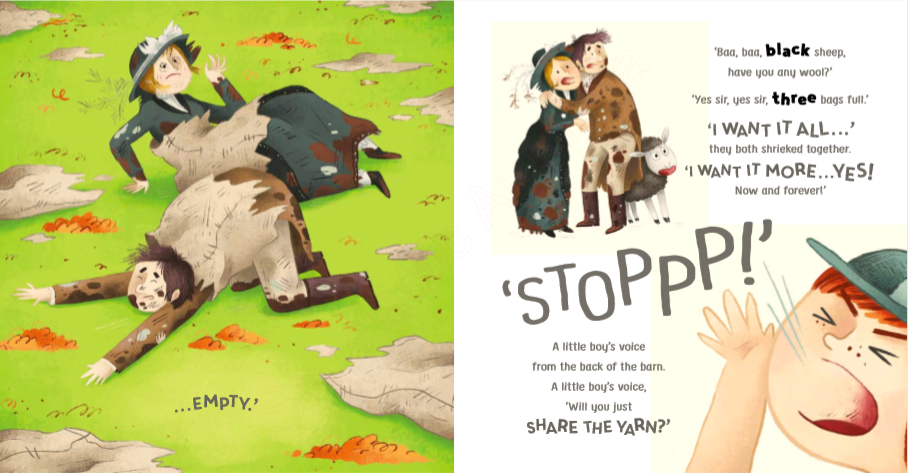 ...EMPTY.'
'Baa, baa, black sheep,
have you any wool?'
'Yes sir, yes sir, three bags full.'
'I WANT IT ALL...'
they both shrieked together.
'I WANT IT MORE...YES!
Now and forever!'
'STOPPP!'
A little boy's voice
from the back of the barn.
A little boy's voice,
'Will you just
SHARE THE YARN?'